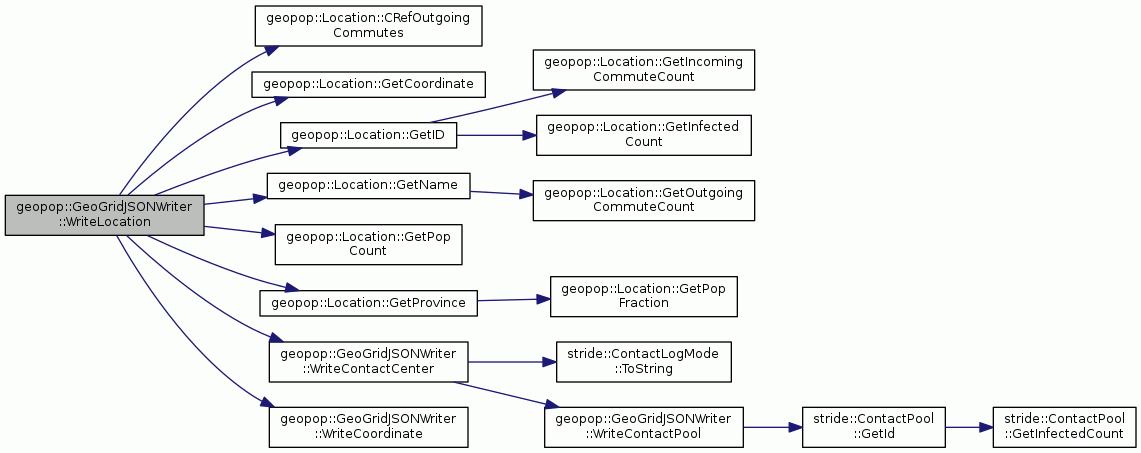 geopop::GeoGridJSONWriter
::WriteLocation
geopop::Location::CRefOutgoing
Commutes
geopop::Location::GetCoordinate
geopop::Location::GetID
geopop::Location::GetName
geopop::Location::GetPop
Count
geopop::Location::GetProvince
geopop::GeoGridJSONWriter
::WriteContactCenter
geopop::GeoGridJSONWriter
::WriteCoordinate
geopop::Location::GetIncoming
CommuteCount
geopop::Location::GetInfected
Count
geopop::Location::GetOutgoing
CommuteCount
geopop::Location::GetPop
Fraction
stride::ContactLogMode
::ToString
geopop::GeoGridJSONWriter
::WriteContactPool
stride::ContactPool
::GetId
stride::ContactPool
::GetInfectedCount